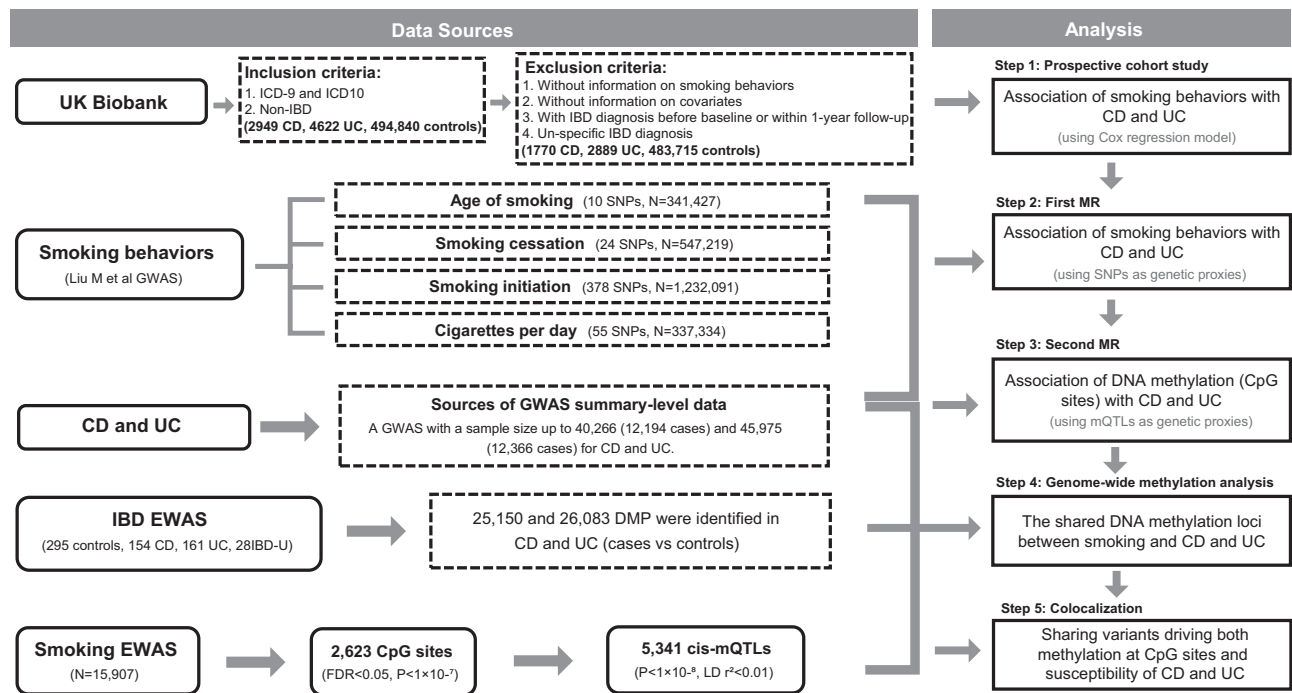 Data Sources
Analysis
UK Biobank
Inclusion criteria:
1. ICD-9 and ICD10
2. Non-IBD
(2949 CD, 4622 UC, 494,840 controls)
Exclusion criteria:
1. Without information on smoking behaviors
2. Without information on covariates
3. With IBD diagnosis before baseline or within 1-year follow-up
4. Un-specific IBD diagnosis
(1770 CD, 2889 UC, 483,715 controls)
Step 1: Prospective cohort study
Association of smoking behaviors with
CD and UC
(using Cox regression model)
Smoking behaviors
(Liu M et al GWAS)
Age of smoking (10 SNPs, N=341,427)
Smoking cessation (24 SNPs, N=547,219)
Smoking initiation (378 SNPs, N=1,232,091)
Cigarettes per day (55 SNPs, N=337,334)
Step 2: First MR
Association of smoking behaviors with
CD and UC
(using SNPs as genetic proxies)
CD and UC
Sources of GWAS summary-level data
A GWAS with a sample size up to 40,266 (12,194 cases) and 45,975
(12,366 cases) for CD and UC.
Step 3: Second MR
Association of DNA methylation (CpG
sites) with CD and UC
(using mQTLs as genetic proxies)
IBD EWAS
(295 controls, 154 CD, 161 UC, 28IBD-U)
25,150 and 26,083 DMP were identified in
CD and UC (cases vs controls)
Step 4: Genome-wide methylation analysis
The shared DNA methylation loci
between smoking and CD and UC
Smoking EWAS
(N=15,907)
2,623 CpG sites
(FDR<0.05, P<1×10-⁷)
5,341 cis-mQTLs
(P<1×10-⁸, LD r²<0.01)
Step 5: Colocalization
Sharing variants driving both
methylation at CpG sites and
susceptibility of CD and UC